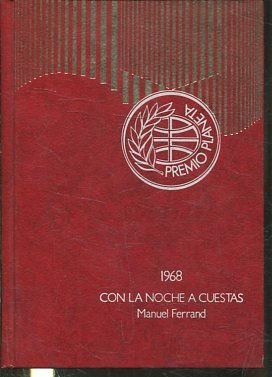 PREMIO PLANETA
1968
CON LA NOCHE A CUESTAS
Manuel Ferrand